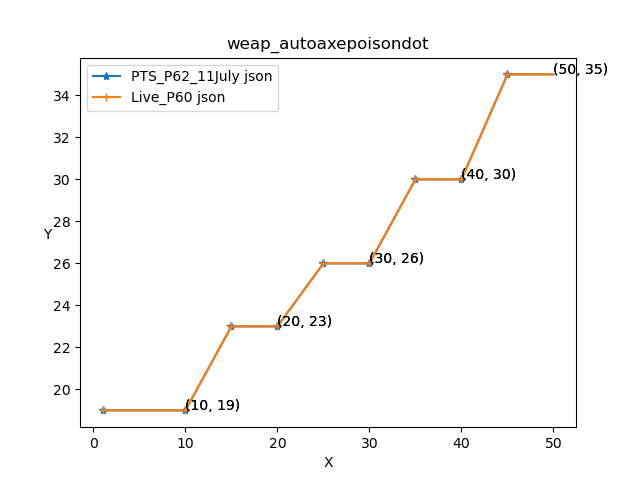 weap_autoaxepoisondot
PTS_P62_11July json
Live_P60 json
(50, 35)
34
32
(40, 30)
30
28
Y
(30, 26)
26
24
(20, 23)
22
20
(10, 19)
0 10 20 30 40 50
X